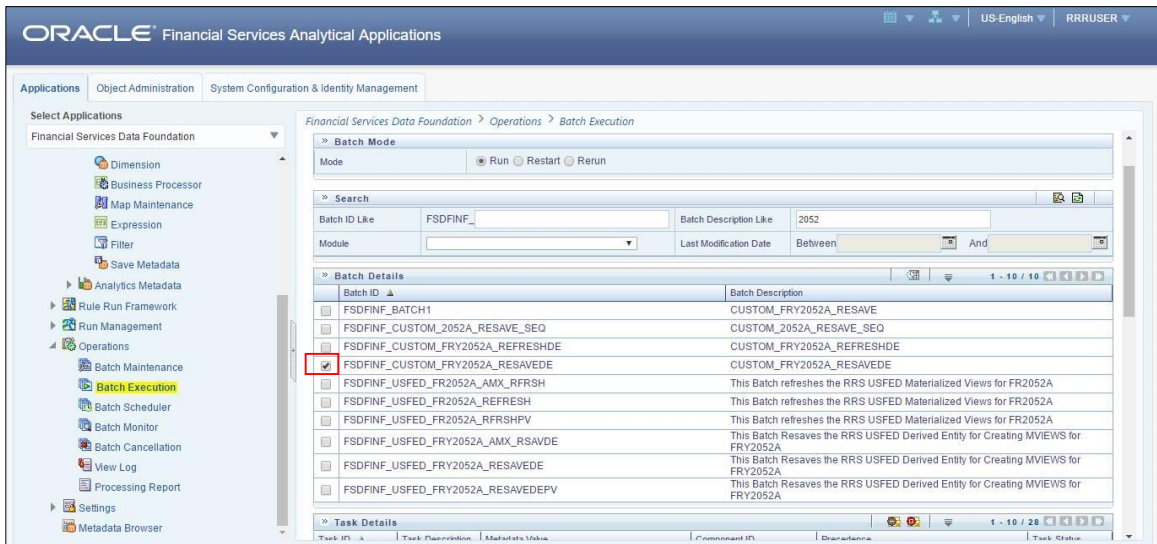 US-English RRRUSER
ORACLE Financial Services Analytical Applications
Applications Object Administration System Configuration & Identity Management
Select Applications
Financial Services Data Foundation
Dimension
Business Processor
Map Maintenance
Expression
Filter
Save Metadata
Analytics Metadata
Rule Run Framework
Run Management
Operations
Batch Maintenance
Batch Execution
Batch Scheduler
Batch Monitor
Batch Cancellation
View Log
Processing Report
Settings
Metadata Browser
Financial Services Data Foundation > Operations > Batch Execution
» Batch Mode
Mode Run Restart Rerun
» Search
Batch ID Like FSDFINF_ Batch Description Like 2052
Module Last Modification Date Between And
» Batch Details 1 - 10 / 10
Batch ID Batch Description
FSDFINF_BATCH1 CUSTOM_FRY2052A_RESAVE
FSDFINF_CUSTOM_2052A_RESAVE_SEQ CUSTOM_2052A_RESAVE_SEQ
FSDFINF_CUSTOM_FRY2052A_REFRESHDE CUSTOM_FRY2052A_REFRESHDE
FSDFINF_CUSTOM_FRY2052A_RESAVEDE CUSTOM_FRY2052A_RESAVEDE
FSDFINF_USFED_FR2052A_AMX_RFRSH This Batch refreshes the RRS USFED Materialized Views for FR2052A
FSDFINF_USFED_FR2052A_REFRESH This Batch refreshes the RRS USFED Materialized Views for FR2052A
FSDFINF_USFED_FR2052A_RFRSHPV This Batch refreshes the RRS USFED Materialized Views for FR2052A
FSDFINF_USFED_FRY2052A_AMX_RSAVDE This Batch Resaves the RRS USFED Derived Entity for Creating MVIEWS for
FRY2052A
FSDFINF_USFED_FRY2052A_RESAVEDE This Batch Resaves the RRS USFED Derived Entity for Creating MVIEWS for
FRY2052A
FSDFINF_USFED_FRY2052A_RESAVEDEPV This Batch Resaves the RRS USFED Derived Entity for Creating MVIEWS for
FRY2052A
» Task Details 1 - 10 / 28
Task ID Task Description Metadata Value Component ID Precedence Task Status